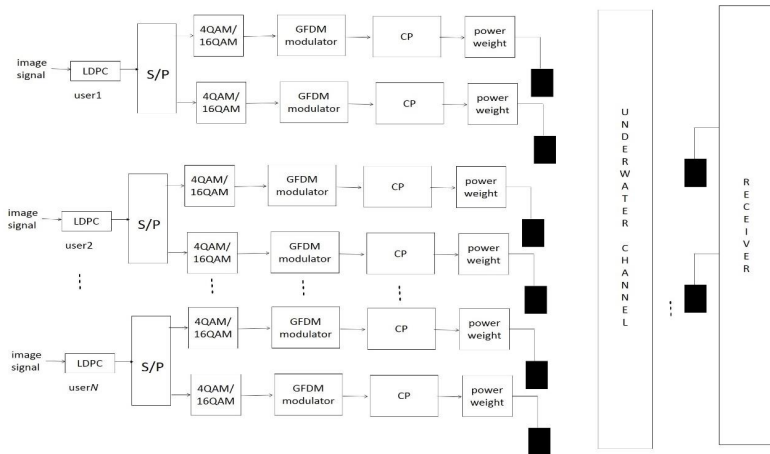 4QAM/
16QAM
GFDM
modulator
CP
power
weight
image
signal
LDPC
S/P
user1
4QAM/
16QAM
GFDM
modulator
CP
power
weight
4QAM/
16QAM
GFDM
modulator
CP
power
weight
image
signal
LDPC
S/P
user2
4QAM/
16QAM
GFDM
modulator
CP
power
weight
4QAM/
16QAM
GFDM
modulator
CP
power
weight
image
signal
LDPC
S/P
userN
4QAM/
16QAM
GFDM
modulator
CP
power
weight
UNDERWATER CHANNEL
RECEIVER